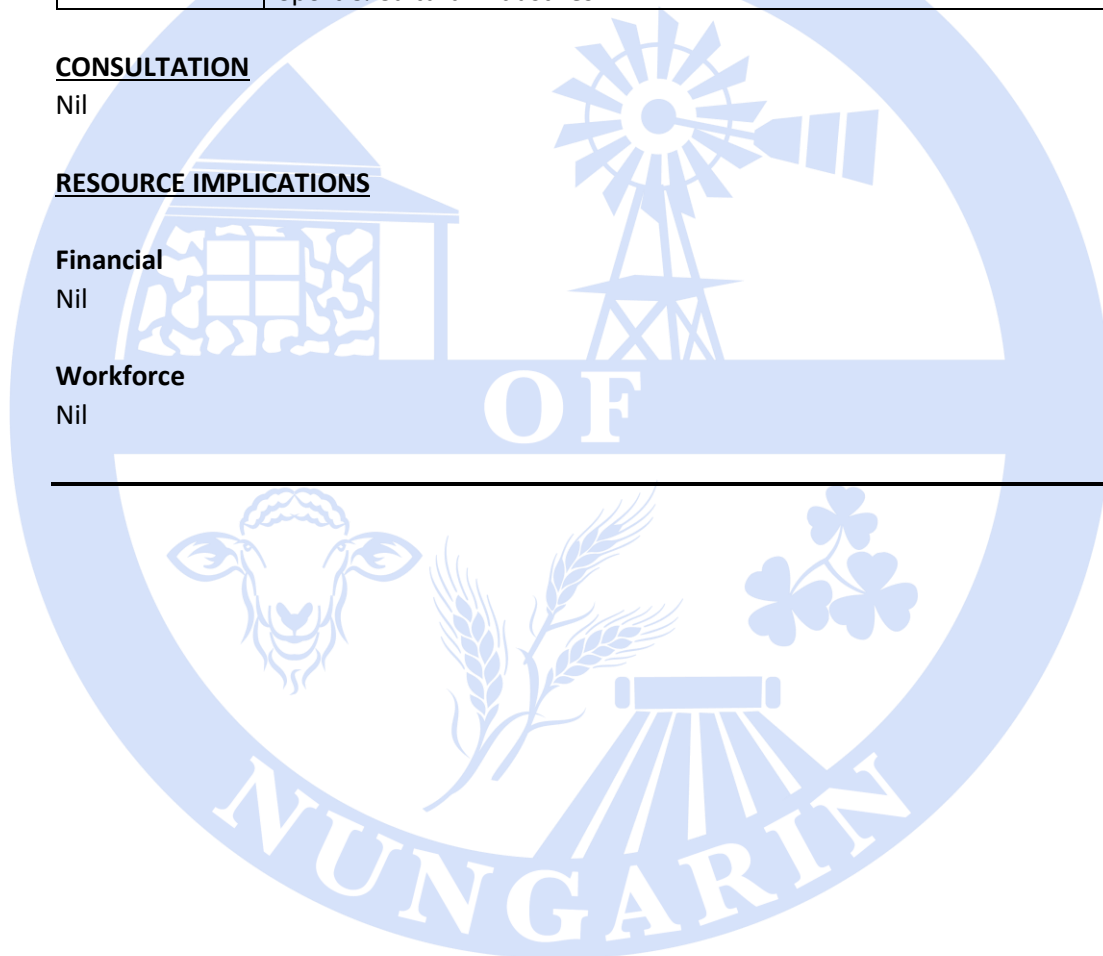 CONSULTATION
Nil
RESOURCE IMPLICATIONS
Financial
Nil
Workforce
Nil
OF
NUNGARIN